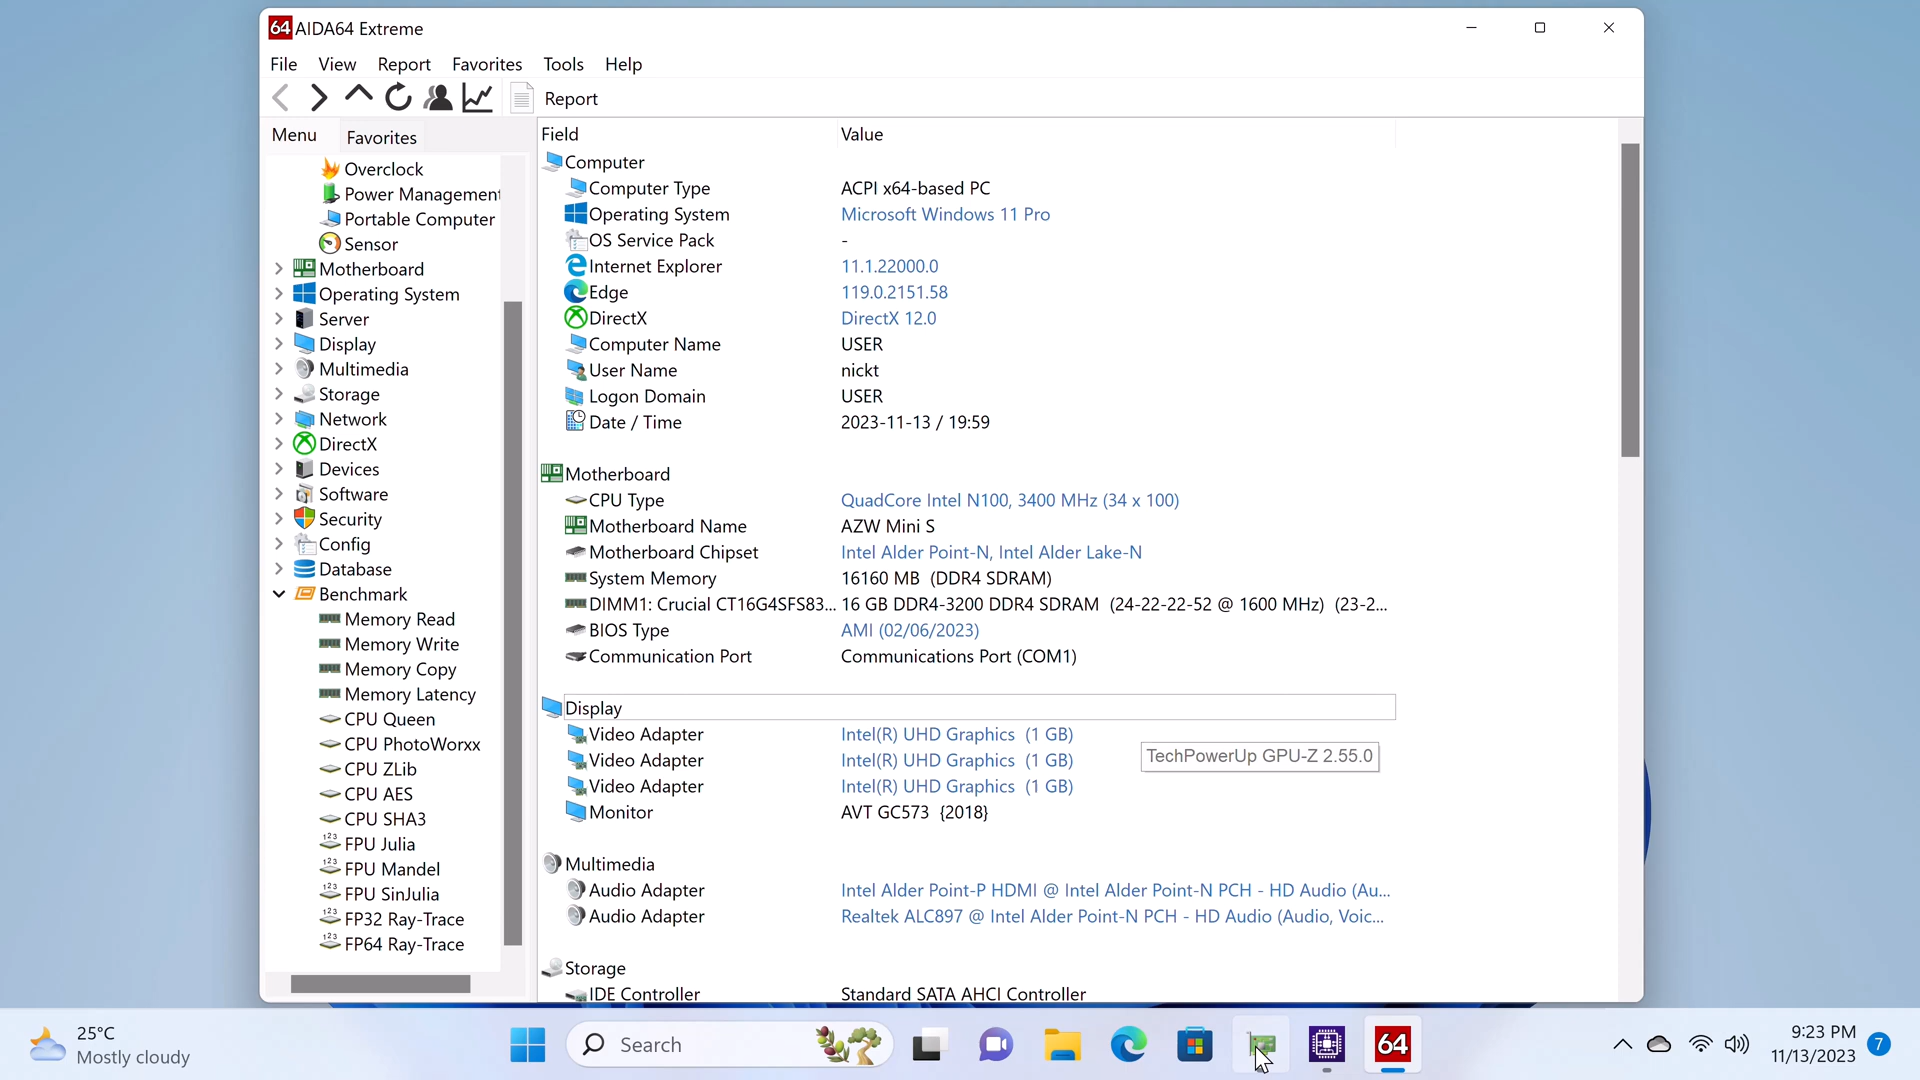 64 AIDA64 Extreme
File View Report Favorites Tools Help
Report
Menu Favorites
Overclock
Power Management
Portable Computer
Sensor
Motherboard
Operating System
Server
Display
Multimedia
Storage
Network
DirectX
Devices
Software
Security
Config
Database
Benchmark
Memory Read
Memory Write
Memory Copy
Memory Latency
CPU Queen
CPU PhotoWorxx
CPU ZLib
CPU AES
CPU SHA3
123 FPU Julia
123 FPU Mandel
123 FPU SinJulia
123 FP32 Ray-Trace
123 FP64 Ray-Trace
Field Value
Computer
Computer Type ACPI x64-based PC
Operating System Microsoft Windows 11 Pro
OS Service Pack -
Internet Explorer 11.1.22000.0
Edge 119.0.2151.58
DirectX DirectX 12.0
Computer Name USER
User Name nickt
Logon Domain USER
Date / Time 2023-11-13 / 19:59
Motherboard
CPU Type QuadCore Intel N100, 3400 MHz (34 x 100)
Motherboard Name AZW Mini S
Motherboard Chipset Intel Alder Point-N, Intel Alder Lake-N
System Memory 16160 MB (DDR4 SDRAM)
DIMM1: Crucial CT16G4SFS83... 16 GB DDR4-3200 DDR4 SDRAM (24-22-22-52 @ 1600 MHz) (23-2...
BIOS Type AMI (02/06/2023)
Communication Port Communications Port (COM1)
Display
Video Adapter Intel(R) UHD Graphics (1 GB)
Video Adapter Intel(R) UHD Graphics (1 GB)
Video Adapter Intel(R) UHD Graphics (1 GB)
Monitor AVT GC573 {2018}
TechPowerUp GPU-Z 2.55.0
Multimedia
Audio Adapter Intel Alder Point-P HDMI @ Intel Alder Point-N PCH - HD Audio (Au...
Audio Adapter Realtek ALC897 @ Intel Alder Point-N PCH - HD Audio (Audio, Voic...
Storage
IDE Controller Standard SATA AHCI Controller
25°C
Mostly cloudy
Search
64
9:23 PM
11/13/2023
7